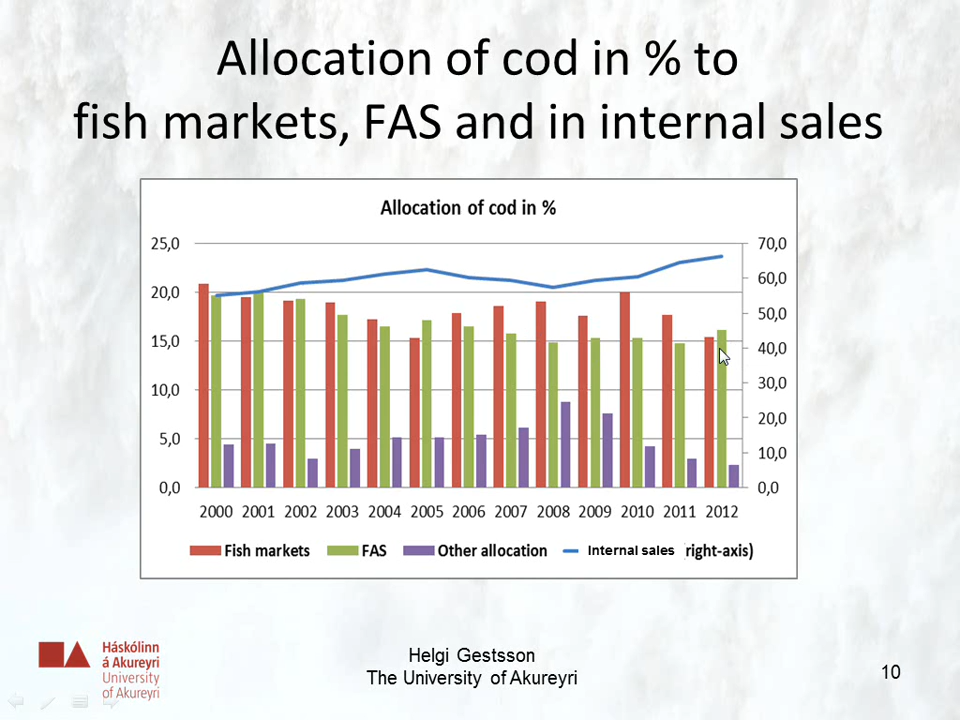 Allocation of cod in % to
fish markets, FAS and in internal sales
Allocation of cod in %
25,0
20,0
15,0
10,0
5,0
0,0
70,0
60,0
50,0
40,0
30,0
20,0
10,0
0,0
2000 2001 2002 2003 2004 2005 2006 2007 2008 2009 2010 2011 2012
Fish markets FAS Other allocation Internal sales right-axis)
Háskólinn
á Akureyri
University
of Akureyri
Helgi Gestsson
The University of Akureyri
10